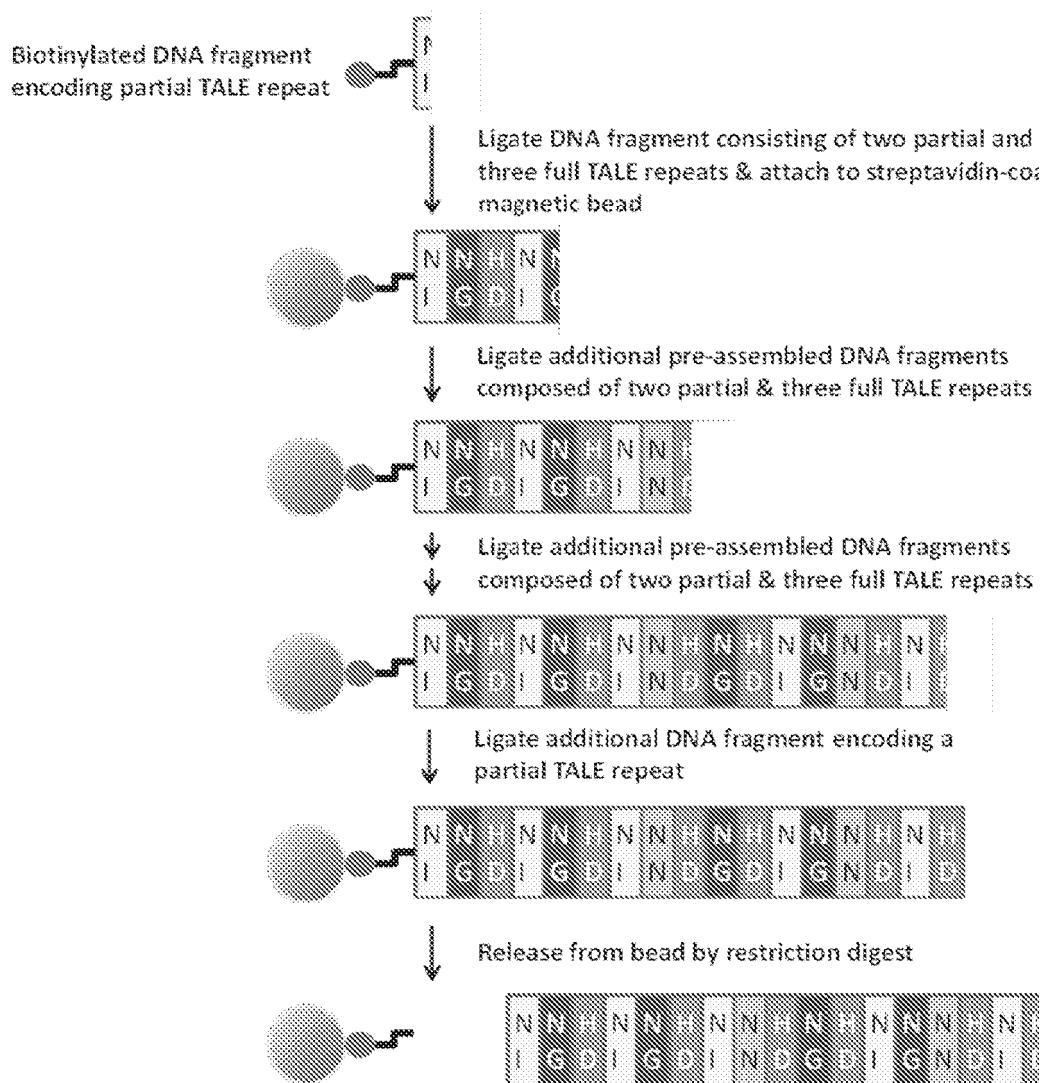 Biotinylated DNA fragment
encoding partial TALE repeat
N
I
Ligate DNA fragment consisting of two partial and
three full TALE repeats & attach to streptavidin-coa
magnetic bead
N N H N N
I G D I G
Ligate additional pre-assembled DNA fragments
composed of two partial & three full TALE repeats
N N H N N H N N H
I G D I G D I N D
Ligate additional pre-assembled DNA fragments
composed of two partial & three full TALE repeats
N N H N N H N N H N H N N N H N H
I G D I G D I N D G D I G N D I D
Ligate additional DNA fragment encoding a
partial TALE repeat
N N H N N H N N H N H N N N H N H
I G D I G D I N D G D I G N D I D
Release from bead by restriction digest
N N H N N H N N H N H N N N H N H
I G D I G D I N D G D I G N D I